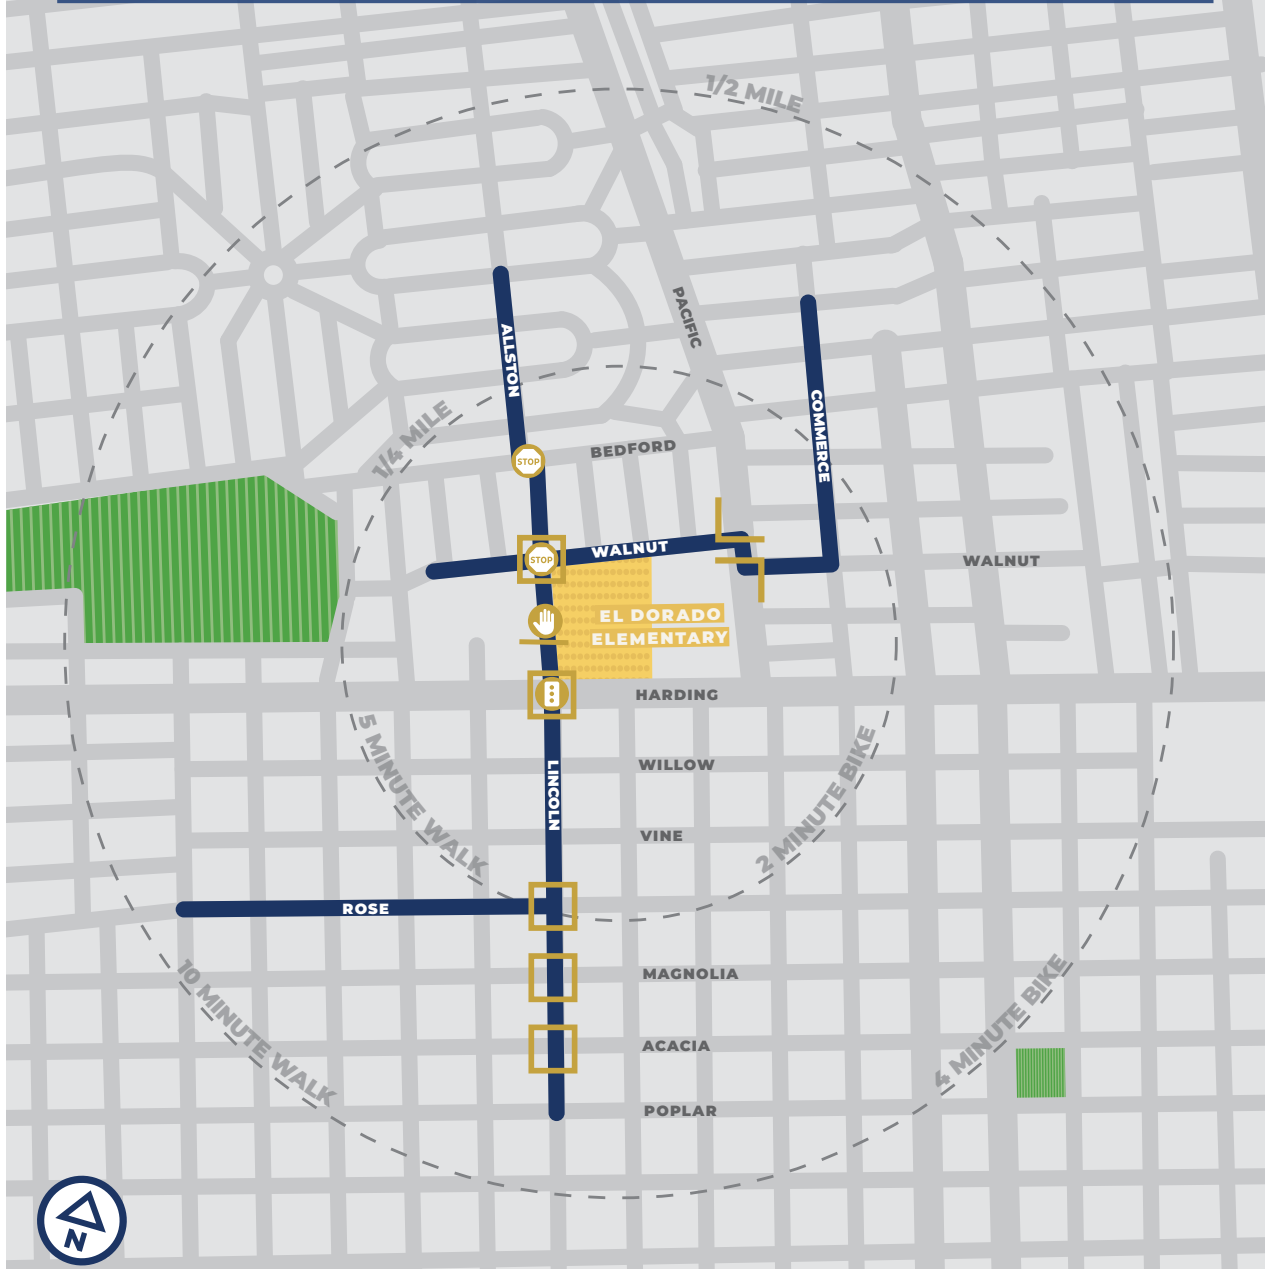 1/2 MILE
PACIFIC
ALLSTON
COMMERCE
1/4 MILE
BEDFORD
STOP
WALNUT
STOP
WALNUT
EL DORADO
ELEMENTARY
HARDING
5 MINUTE WALK
2 MINUTE BIKE
WILLOW
LINCOLN
VINE
ROSE
10 MINUTE WALK
4 MINUTE BIKE
MAGNOLIA
ACACIA
POPLAR
N